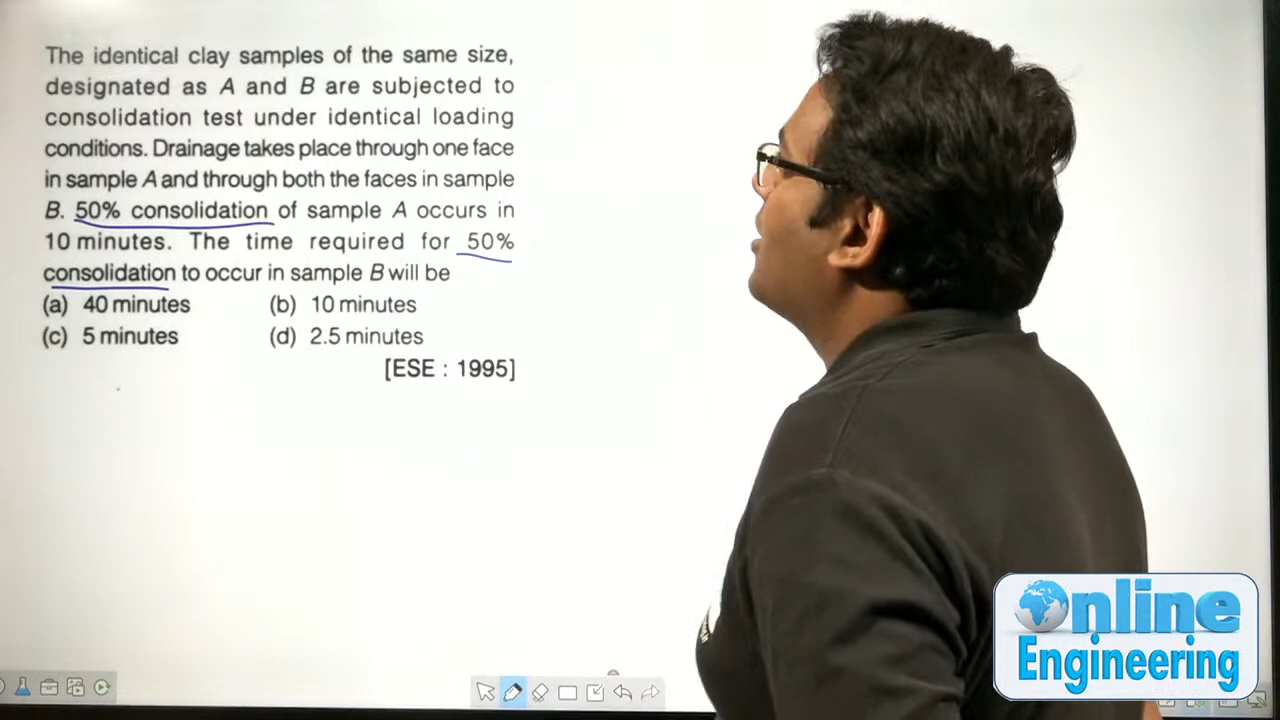 The identical clay samples of the same size,
designated as A and B are subjected to
consolidation test under identical loading
conditions. Drainage takes place through one face
in sample A and through both the faces in sample
B. 50% consolidation of sample A occurs in
10 minutes. The time required for 50%
consolidation to occur in sample B will be
(a) 40 minutes (b) 10 minutes
(c) 5 minutes (d) 2.5 minutes
[ESE : 1995]
Online
Engineering